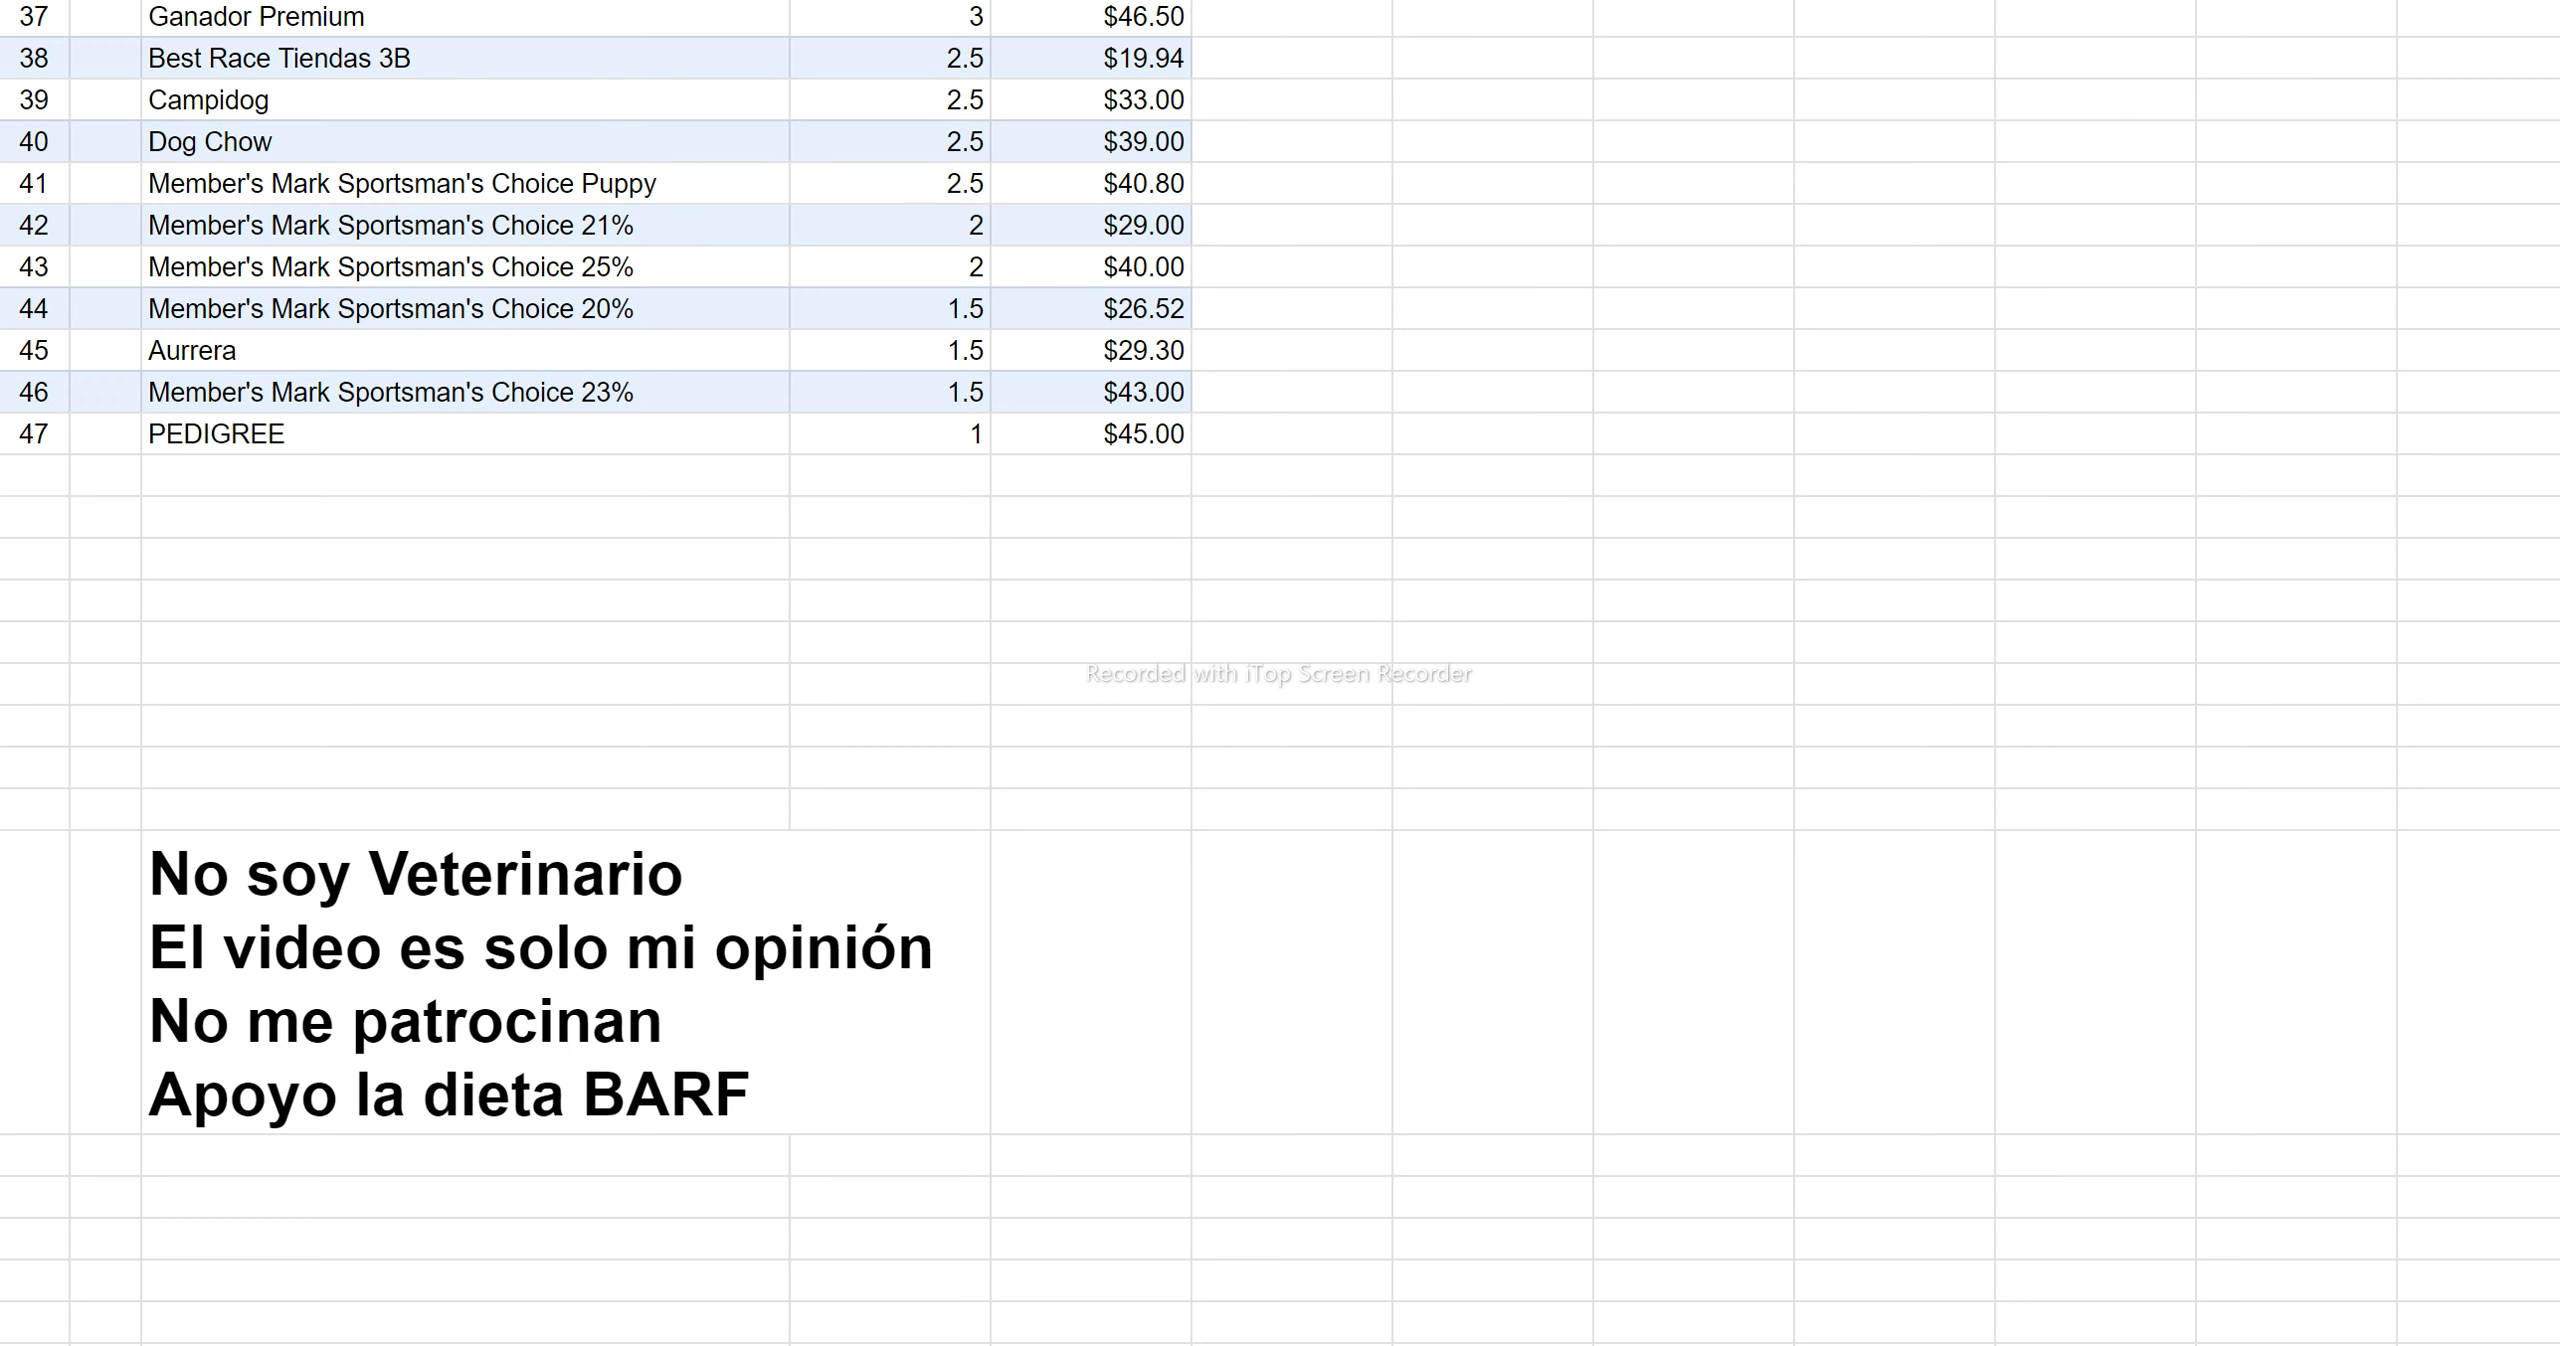 37 Ganador Premium 3 $46.50
38 Best Race Tiendas 3B 2.5 $19.94
39 Campidog 2.5 $33.00
40 Dog Chow 2.5 $39.00
41 Member's Mark Sportsman's Choice Puppy 2.5 $40.80
42 Member's Mark Sportsman's Choice 21% 2 $29.00
43 Member's Mark Sportsman's Choice 25% 2 $40.00
44 Member's Mark Sportsman's Choice 20% 1.5 $26.52
45 Aurrera 1.5 $29.30
46 Member's Mark Sportsman's Choice 23% 1.5 $43.00
47 PEDIGREE 1 $45.00
Recorded with iTop Screen Recorder
No soy Veterinario
El video es solo mi opinión
No me patrocinan
Apoyo la dieta BARF